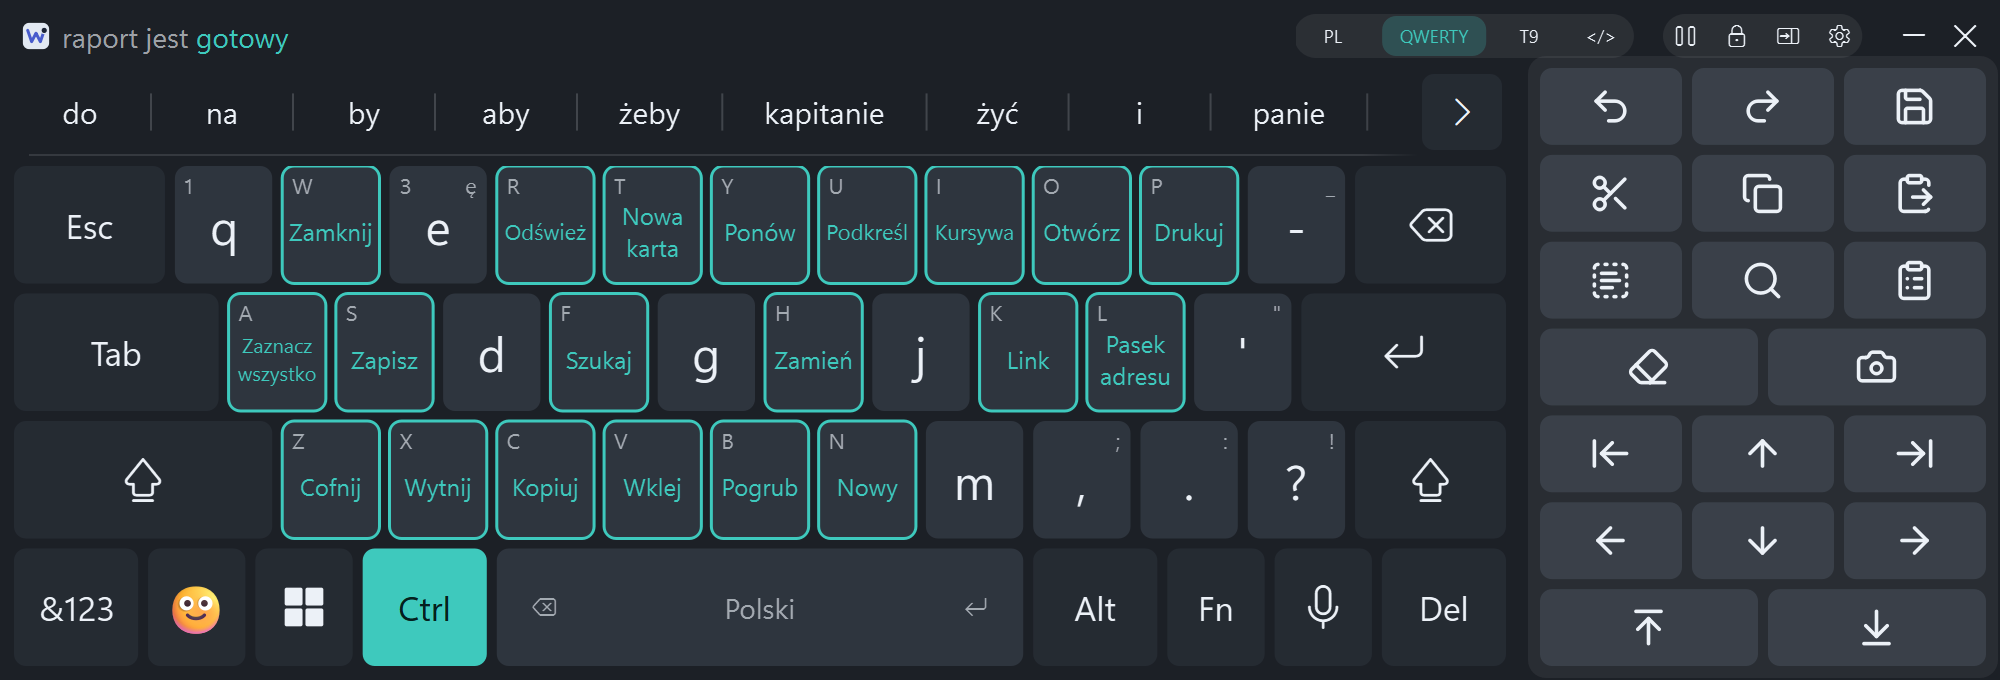 raport jest gotowy
PL QWERTY T9 </>
do na by aby żeby kapitanie żyć i panie
Esc
1 q
W Zamknij
3 ę e
R Odśwież
T Nowa karta
Y Ponów
U Podkreśl
I Kursywa
O Otwórz
P Drukuj
_ -
Tab
A Zaznacz wszystko
S Zapisz
d
F Szukaj
g
H Zamień
j
K Link
L Pasek adresu
" '
Z Cofnij
X Wytnij
C Kopiuj
V Wklej
B Pogrub
N Nowy
m
; ,
: .
! ?
&123
Ctrl
Polski
Alt
Fn
Del